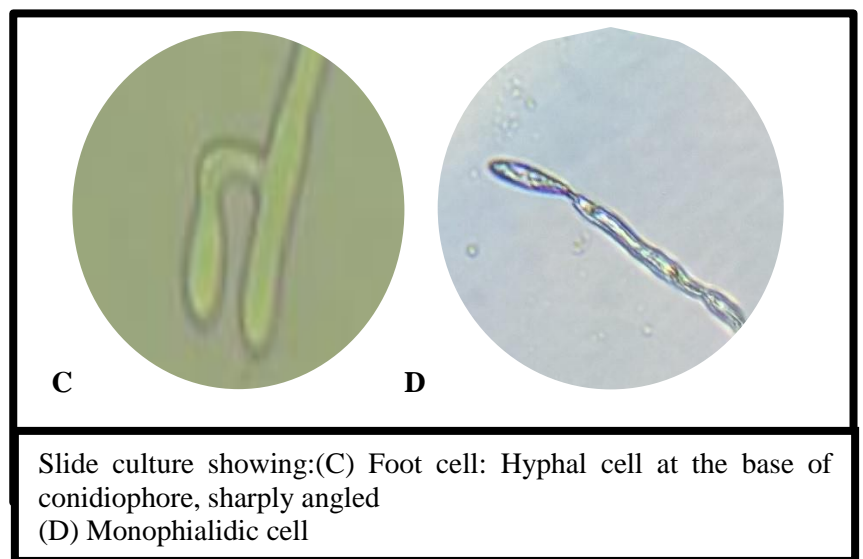 C D
Slide culture showing:(C) Foot cell: Hyphal cell at the base of
conidiophore, sharply angled
(D) Monophialidic cell